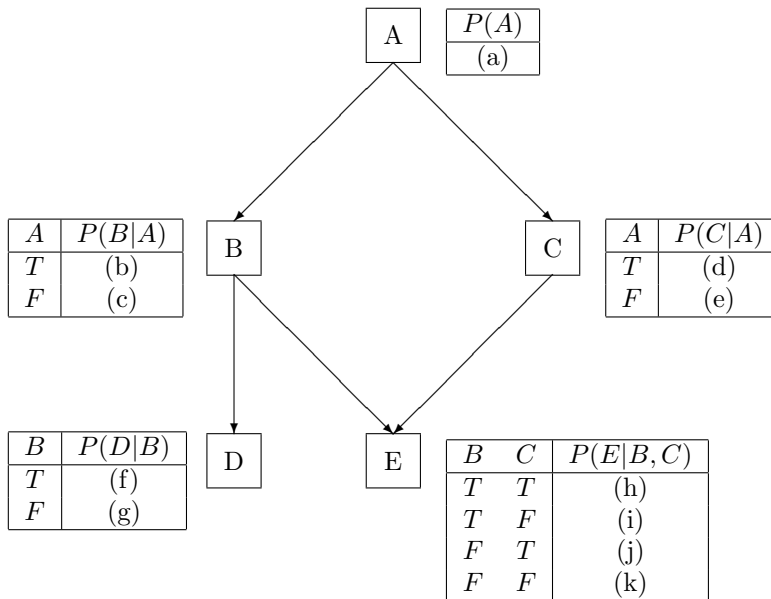 A
P(A)
(a)
A P(B|A)
T (b)
F (c)
B
C
A P(C|A)
T (d)
F (e)
B P(D|B)
T (f)
F (g)
D
E
B C P(E|B, C)
T T (h)
T F (i)
F T (j)
F F (k)